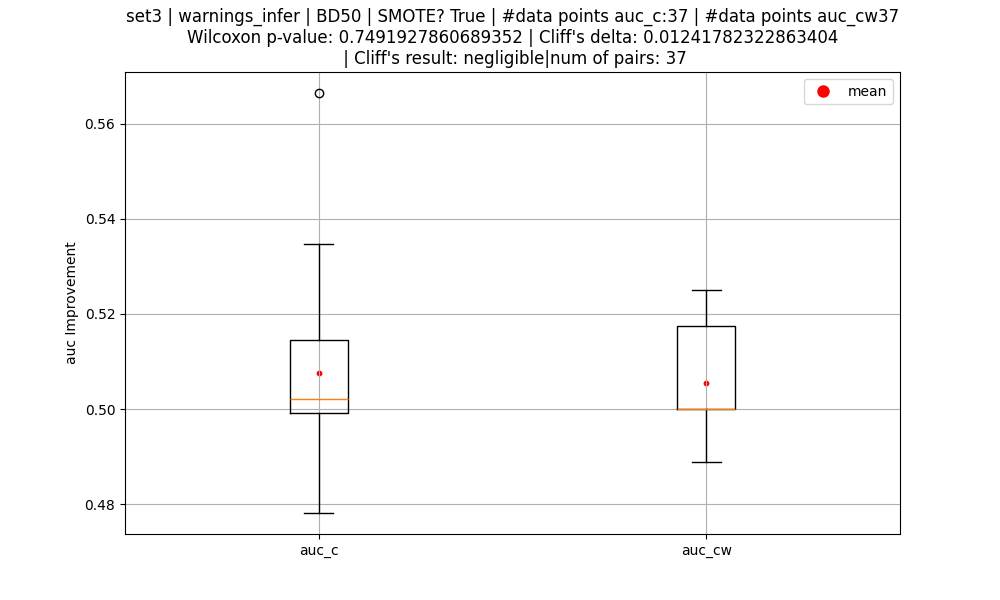 set3 | warnings_infer | BD50 | SMOTE? True | #data points auc_c:37 | #data points auc_cw37
Wilcoxon p-value: 0.7491927860689352 | Cliff's delta: 0.01241782322863404
| Cliff's result: negligible|num of pairs: 37
mean
0.56
0.54
0.52
0.50
0.48
auc Improvement
auc_c
auc_cw